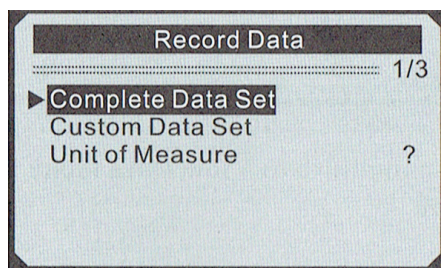 Record Data
1/3
Complete Data Set
Custom Data Set
Unit of Measure ?